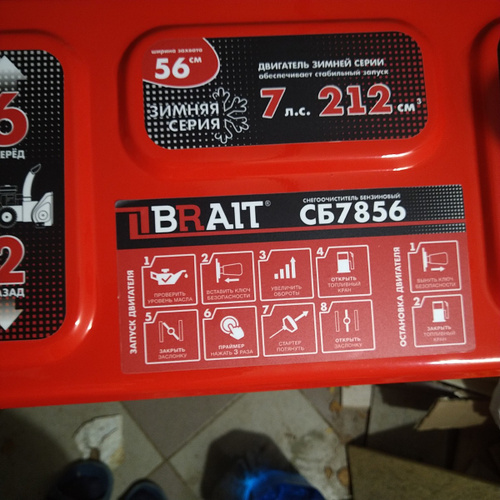 ширина захвата
56 см
ДВИГАТЕЛЬ ЗИМНЕЙ СЕРИИ
обеспечивает стабильный запуск
ЗИМНЯЯ
СЕРИЯ
7 л.с. 212 см³
6
ЕРЁД
2
АЗАД
BRAIT®
СНЕГООЧИСТИТЕЛЬ БЕНЗИНОВЫЙ
СБ7856
ЗАПУСК ДВИГАТЕЛЯ
1
ПРОВЕРИТЬ
УРОВЕНЬ МАСЛА
2
ВСТАВИТЬ КЛЮЧ
БЕЗОПАСНОСТИ
3
УВЕЛИЧИТЬ
ОБОРОТЫ
4
ОТКРЫТЬ
ТОПЛИВНЫЙ
КРАН
5
ЗАКРЫТЬ
ЗАСЛОНКУ
6
ПРАЙМЕР
НАЖАТЬ 3 РАЗА
7
СТАРТЕР
ПОТЯНУТЬ
8
ОТКРЫТЬ
ЗАСЛОНКУ
ОСТАНОВКА ДВИГАТЕЛЯ
1
ВЫНУТЬ КЛЮЧ
БЕЗОПАСНОСТИ
2
ЗАКРЫТЬ
ТОПЛИВНЫЙ
КРАН